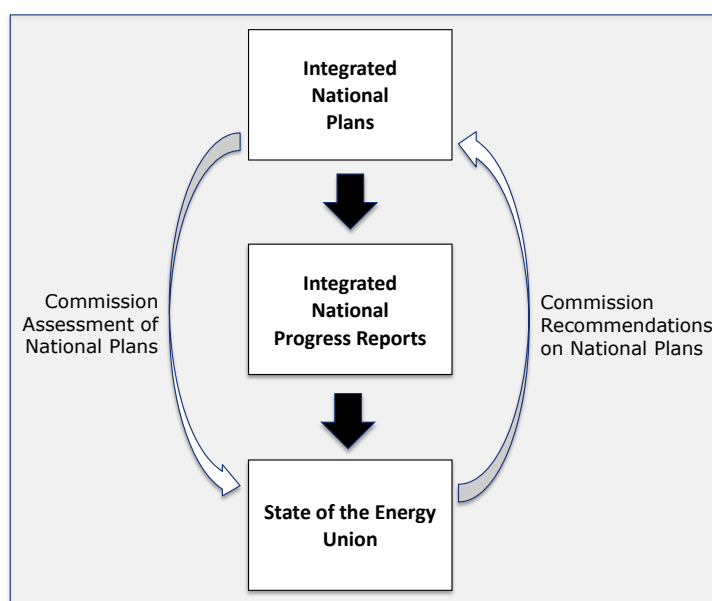 Integrated
National
Plans
Integrated
National
Progress Reports
Commission
Assessment of
National Plans
Commission
Recommendations
on National Plans
State of the Energy
Union